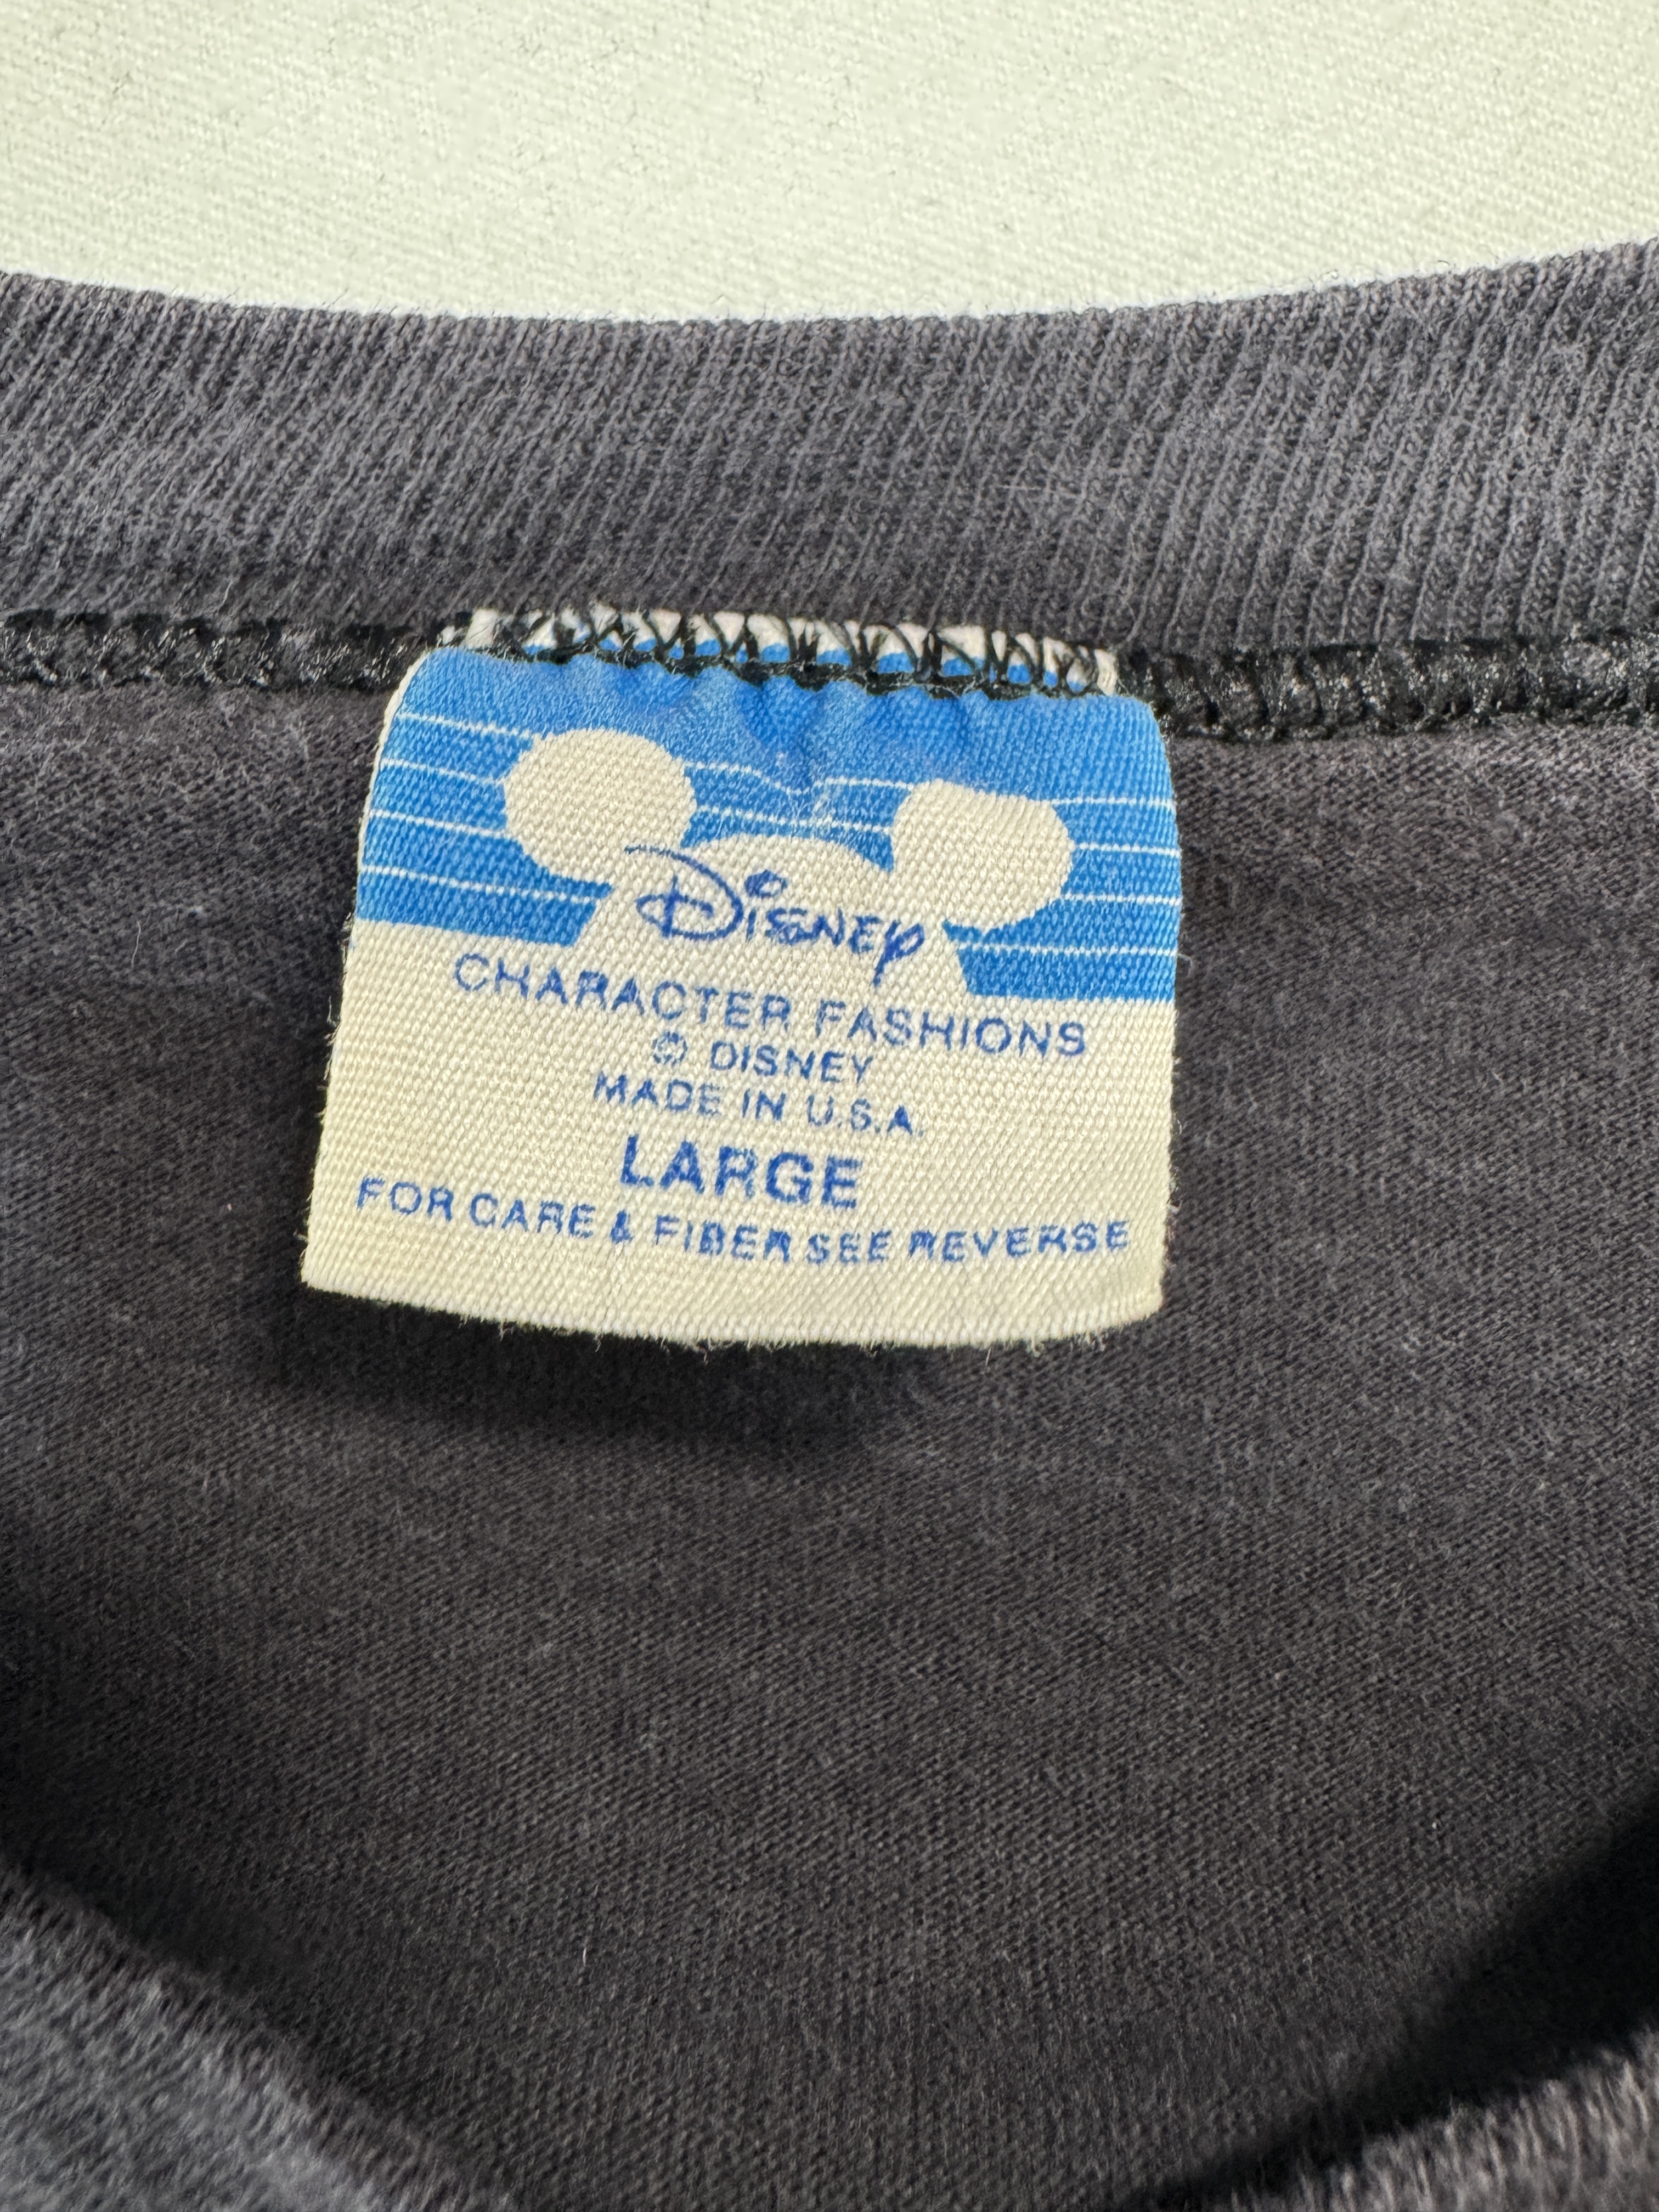 Disney
CHARACTER FASHIONS
© DISNEY
MADE IN U.S.A.
LARGE
FOR CARE & FIBER SEE REVERSE